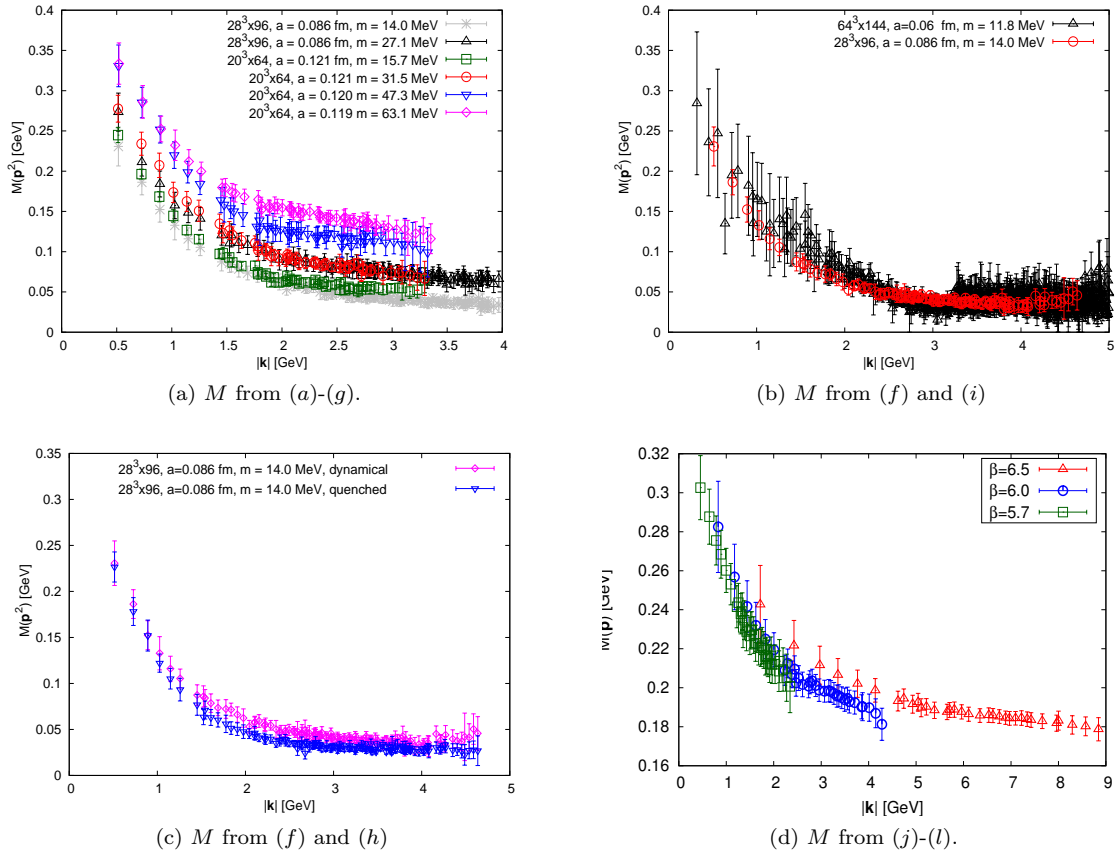 0.4
0.35
0.3
0.25
0.2
0.15
0.1
0.05
0
M(p²) [GeV]
28³x96, a = 0.086 fm, m = 14.0 MeV
28³x96, a = 0.086 fm, m = 27.1 MeV
20³x64, a = 0.121 fm, m = 15.7 MeV
20³x64, a = 0.121 m = 31.5 MeV
20³x64, a = 0.120 m = 47.3 MeV
20³x64, a = 0.119 m = 63.1 MeV
0 0.5 1 1.5 2 2.5 3 3.5 4
|k| [GeV]
(a) M from (a)-(g).
0.4
0.35
0.3
0.25
0.2
0.15
0.1
0.05
0
M(p²) [GeV]
64³x144, a=0.06 fm, m = 11.8 MeV
28³x96, a = 0.086 fm, m = 14.0 MeV
0 1 2 3 4 5
|k| [GeV]
(b) M from (f) and (i)
0.35
0.3
0.25
0.2
0.15
0.1
0.05
0
M(p²) [GeV]
28³x96, a=0.086 fm, m = 14.0 MeV, dynamical
28³x96, a=0.086 fm, m = 14.0 MeV, quenched
0 1 2 3 4 5
|k| [GeV]
(c) M from (f) and (h)
0.32
0.3
0.28
0.26
0.24
0.22
0.2
0.18
0.16
M(p) [GeV]
β=6.5
β=6.0
β=5.7
0 1 2 3 4 5 6 7 8 9
|k| [GeV]
(d) M from (j)-(l).